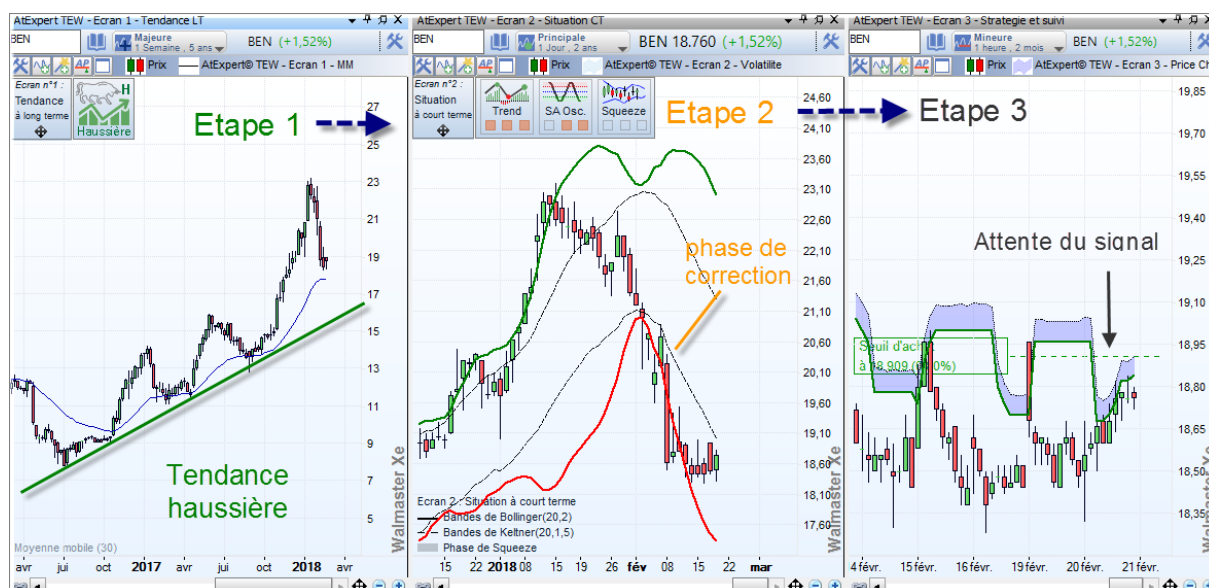 AtExpert TEW - Ecran 1 - Tendance LT
BEN
Majeure
1 Semaine , 5 ans
BEN (+1,52%)
Prix
AtExpert® TEW - Ecran 1 - MM
Ecran n°1 :
Tendance
à long terme
H
Haussière
Etape 1
27
25
23
21
19
17
15
13
11
9
7
5
Tendance
haussière
Moyenne mobile (30)
Walmaster Xe
avr
jui
oct
2017
avr
jui
oct
2018
avr
AtExpert TEW - Ecran 2 - Situation CT
BEN
Principale
1 Jour , 2 ans
BEN 18.760 (+1,52%)
Prix
AtExpert® TEW - Ecran 2 - Volatilite
Ecran n°2 :
Situation
à court terme
Trend
SA Osc.
Squeeze
Etape 2
24,60
24,10
23,60
23,10
22,60
22,10
21,60
21,10
20,60
20,10
19,60
19,10
18,60
18,10
17,60
phase de
correction
Ecran 2 : Situation à court terme
Bandes de Bollinger(20,2)
Bandes de Keltner(20,1,5)
Phase de Squeeze
Walmaster Xe
15
22
2018
08
15
19
26
fév
08
15
22
mar
AtExpert TEW - Ecran 3 - Strategie et suivi
BEN
Mineure
1 heure , 2 mois
BEN (+1,52%)
Prix
AtExpert® TEW - Ecran 3 - Price Ch
Etape 3
19,85
19,70
19,55
19,40
19,25
19,10
18,95
18,80
18,65
18,50
18,35
Attente du signal
Seuil d'ac
à 18,909
Walmaster Xe
4 févr.
15 févr.
16 févr.
19 févr.
20 févr.
21 févr.